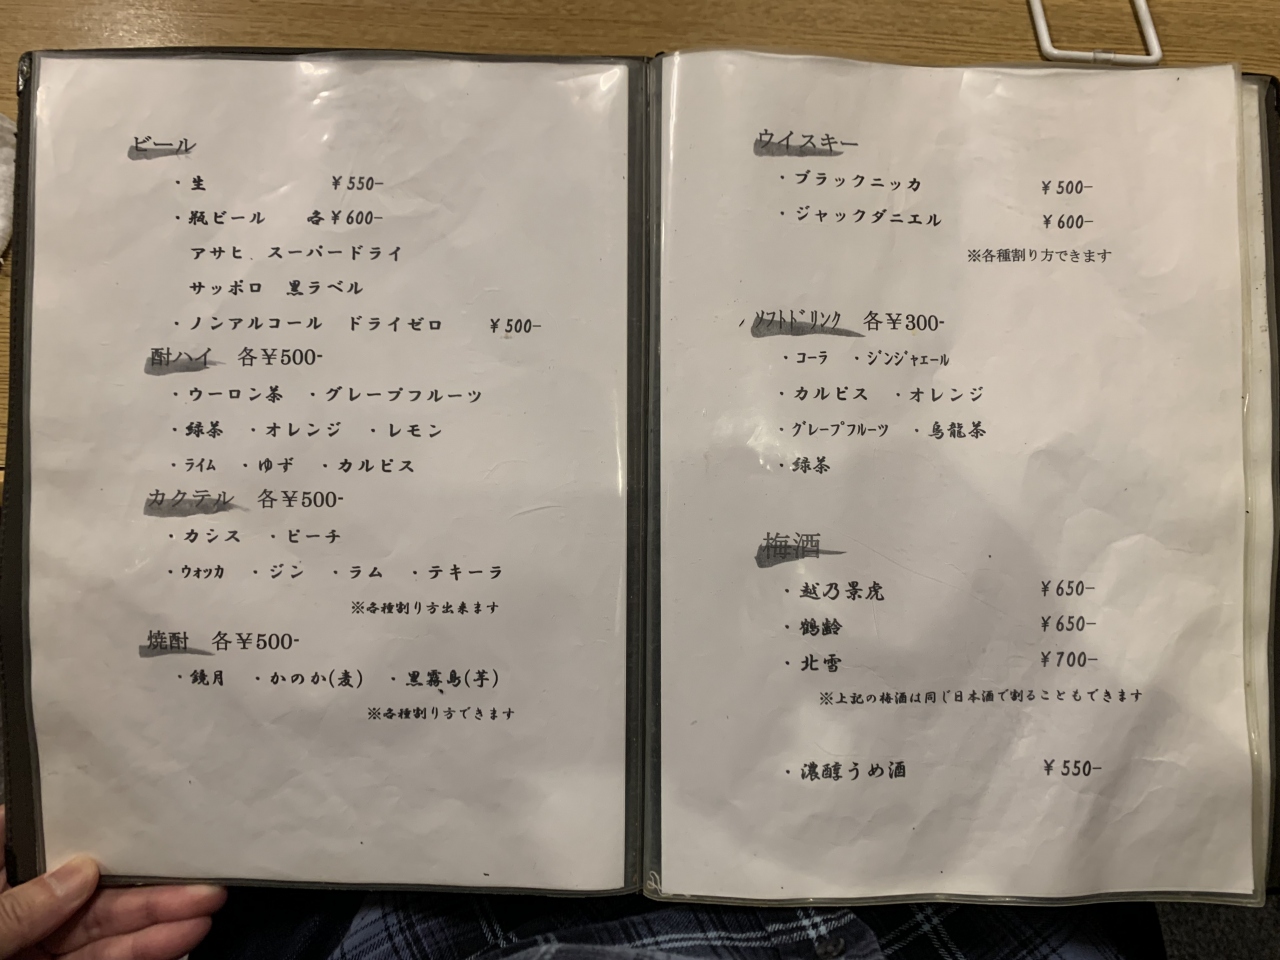 ビール
・生 ¥550-
・瓶ビール 各¥600-
アサヒ スーパードライ
サッポロ 黒ラベル
・ノンアルコール ドライゼロ ¥500-
酎ハイ 各¥500-
・ウーロン茶 ・グレープフルーツ
・緑茶 ・オレンジ ・レモン
・ライム ・ゆず ・カルピス
カクテル 各¥500-
・カシス ・ピーチ
・ウォッカ ・ジン ・ラム ・テキーラ
※各種割り方出来ます
焼酎 各¥500-
・鏡月 ・かのか(麦) ・黒霧島(芋)
※各種割り方できます
ウイスキー
・ブラックニッカ ¥500-
・ジャックダニエル ¥600-
※各種割り方できます
ソフトドリンク 各¥300-
・コーラ ・ジンジャエール
・カルピス ・オレンジ
・グレープフルーツ ・烏龍茶
・緑茶
梅酒
・越乃景虎 ¥650-
・鶴齢 ¥650-
・北雪 ¥700-
※上記の梅酒は同じ日本酒で割ることもできます
・濃醇うめ酒 ¥550-